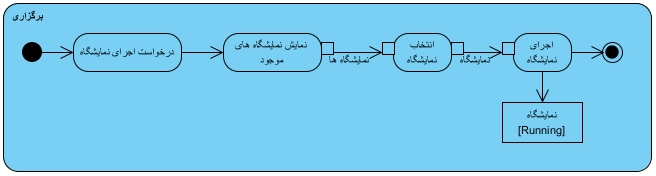 برگزاری
درخواست اجرای نمایشگاه
نمایش نمایشگاه های
موجود
نمایشگاه ها
انتخاب
نمایشگاه
نمایشگاه
اجرای
نمایشگاه
نمایشگاه
[Running]